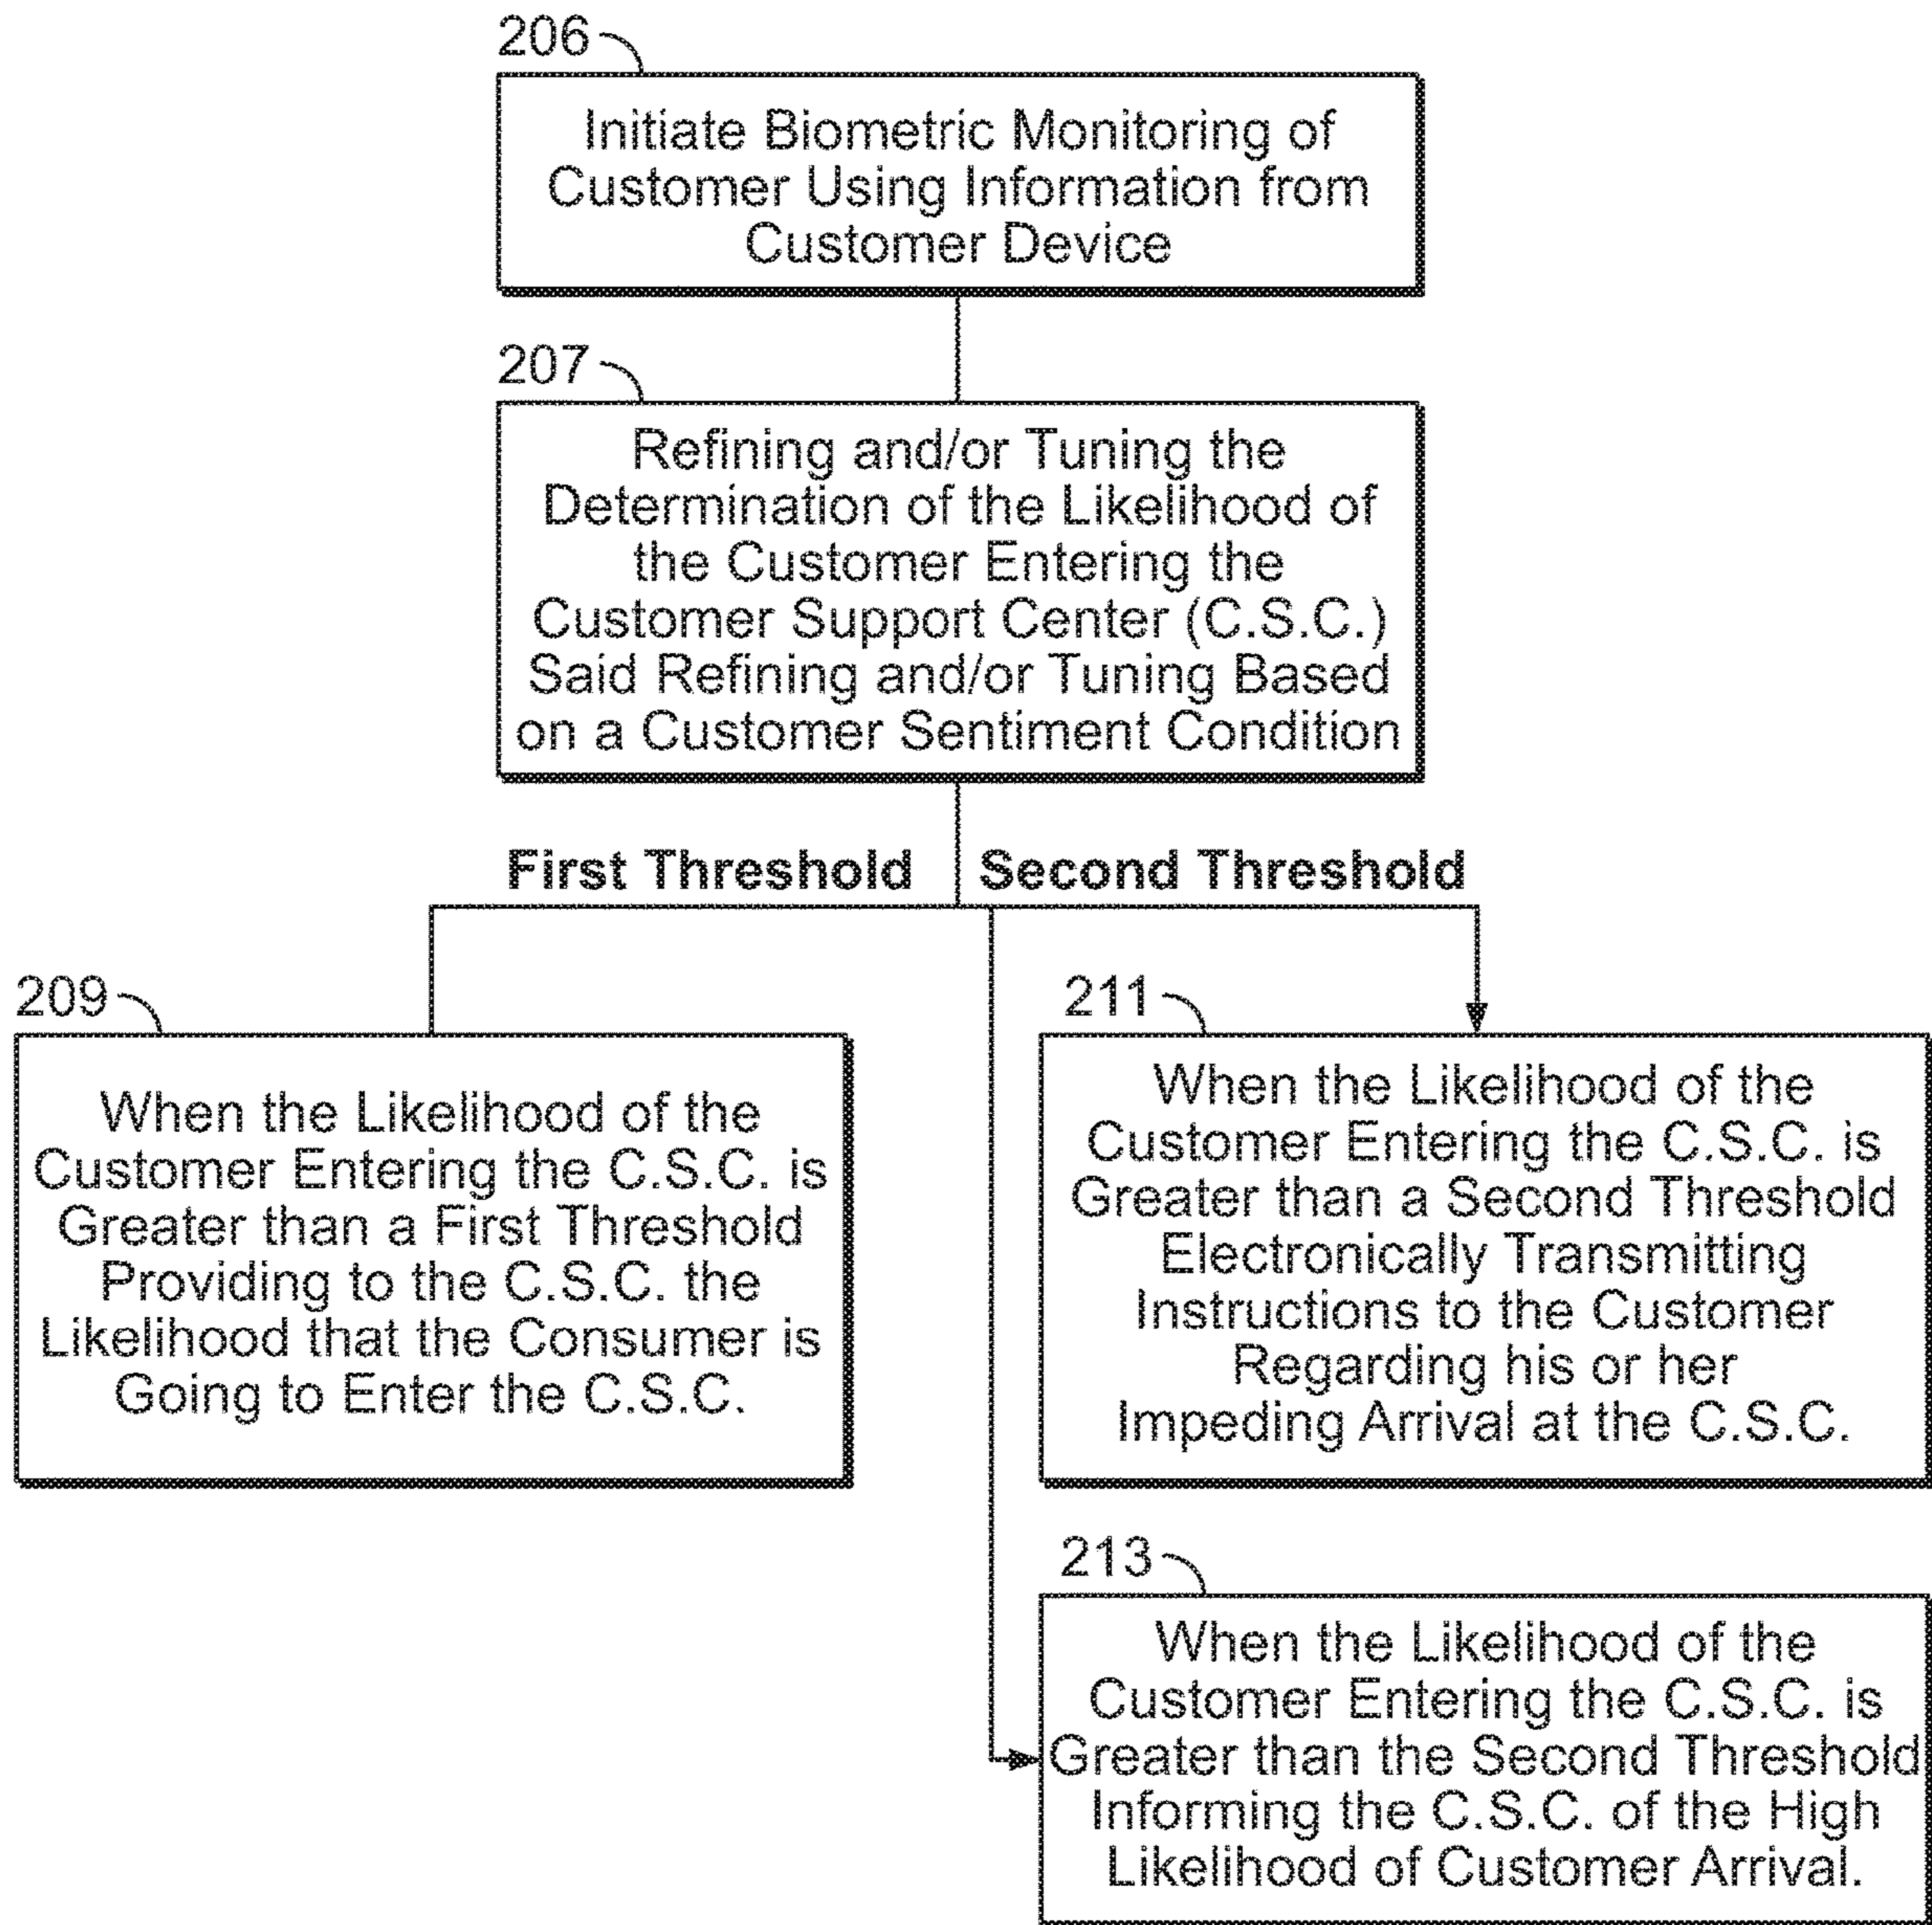 206
Initiate Biometric Monitoring of
Customer Using Information from
Customer Device
207
Refining and/or Tuning the
Determination of the Likelihood of
the Customer Entering the
Customer Support Center (C.S.C.)
Said Refining and/or Tuning Based
on a Customer Sentiment Condition
First Threshold
Second Threshold
209
When the Likelihood of the
Customer Entering the C.S.C. is
Greater than a First Threshold
Providing to the C.S.C. the
Likelihood that the Consumer is
Going to Enter the C.S.C.
211
When the Likelihood of the
Customer Entering the C.S.C. is
Greater than a Second Threshold
Electronically Transmitting
Instructions to the Customer
Regarding his or her
Impeding Arrival at the C.S.C.
213
When the Likelihood of the
Customer Entering the C.S.C. is
Greater than the Second Threshold
Informing the C.S.C. of the High
Likelihood of Customer Arrival.